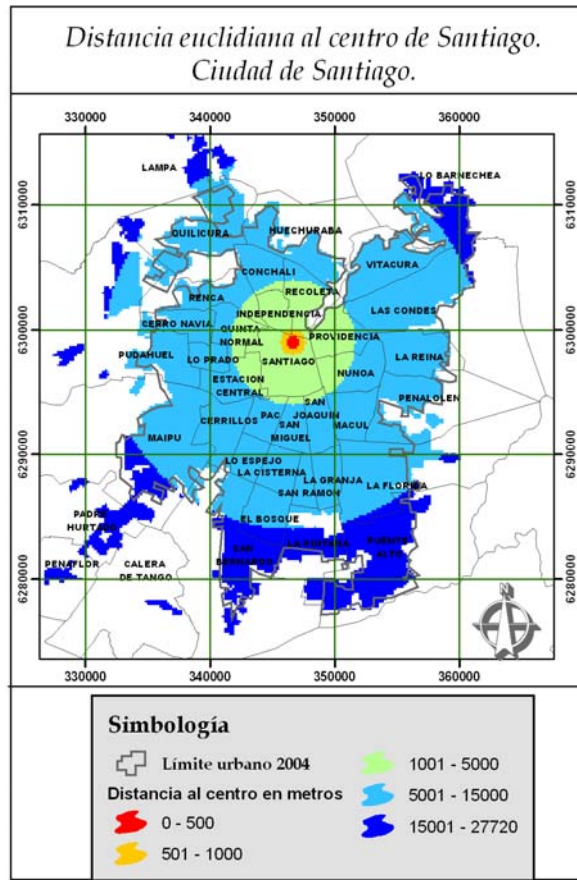 Distancia euclidiana al centro de Santiago.
Ciudad de Santiago.
330000 340000 350000 360000
LAMPA
LO BARNECHEA
6310000 6310000
QUILICURA
HUECHURABA
VITACURA
CONCHALI
RECOLETA
RENCA
LAS CONDES
INDEPENDENCIA
CERRO NAVIA
QUINTA
NORMAL
PROVIDENCIA
6300000 6300000
PUDAHUEL
LO PRADO
SANTIAGO
LA REINA
ÑUÑOA
ESTACION
CENTRAL
PENALOLEN
SAN
JOAQUIN
CERRILLOS
PAC
SAN
MIGUEL
MACUL
MAIPU
6290000 6290000
LO ESPEJO
LA CISTERNA
LA GRANJA
SAN RAMON
LA FLORIDA
PADRE
HURTADO
EL BOSQUE
LA PINTANA
PUENTE
ALTO
SAN
BERNARDO
PENAFLOR
CALERA
DE TANGO
6280000 6280000
N
330000 340000 350000 360000
Simbología
Límite urbano 2004
Distancia al centro en metros
0 - 500
501 - 1000
1001 - 5000
5001 - 15000
15001 - 27720